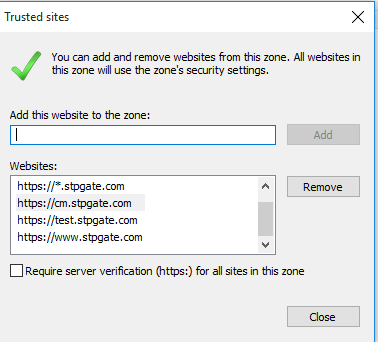 Trusted sites
You can add and remove websites from this zone. All websites in
this zone will use the zone's security settings.
Add this website to the zone:
Add
Websites:
https://*.stpgate.com
https://cm.stpgate.com
https://test.stpgate.com
https://www.stpgate.com
Remove
Require server verification (https:) for all sites in this zone
Close